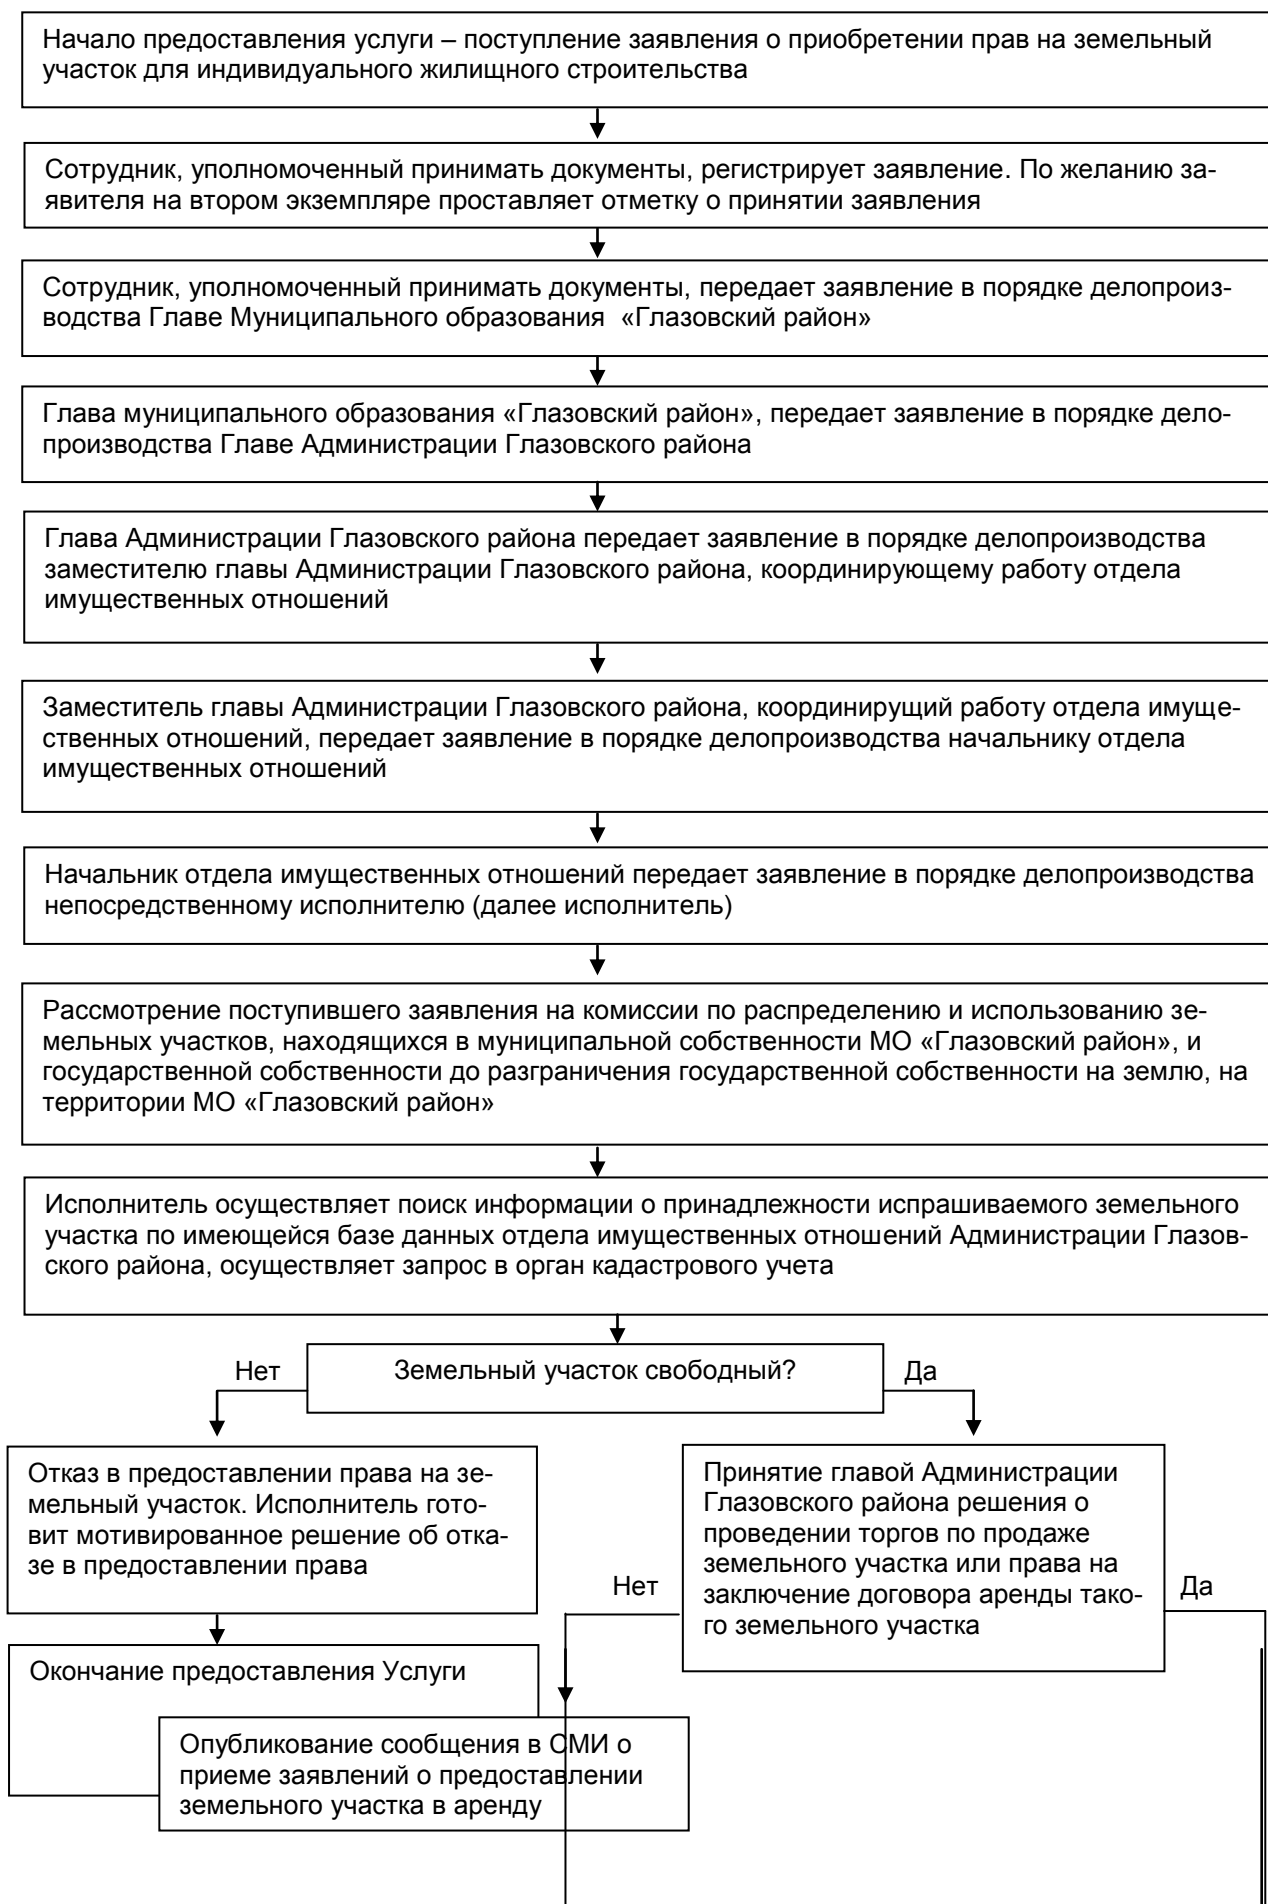 Начало предоставления услуги – поступление заявления о приобретении прав на земельный
участок для индивидуального жилищного строительства
Сотрудник, уполномоченный принимать документы, регистрирует заявление. По желанию за-
явителя на втором экземпляре проставляет отметку о принятии заявления
Сотрудник, уполномоченный принимать документы, передает заявление в порядке делопроиз-
водства Главе Муниципального образования «Глазовский район»
Глава муниципального образования «Глазовский район», передает заявление в порядке дело-
производства Главе Администрации Глазовского района
Глава Администрации Глазовского района передает заявление в порядке делопроизводства
заместителю главы Администрации Глазовского района, координирующему работу отдела
имущественных отношений
Заместитель главы Администрации Глазовского района, координирущий работу отдела имуще-
ственных отношений, передает заявление в порядке делопроизводства начальнику отдела
имущественных отношений
Начальник отдела имущественных отношений передает заявление в порядке делопроизводства
непосредственному исполнителю (далее исполнитель)
Рассмотрение поступившего заявления на комиссии по распределению и использованию зе-
мельных участков, находящихся в муниципальной собственности МО «Глазовский район», и
государственной собственности до разграничения государственной собственности на землю, на
территории МО «Глазовский район»
Исполнитель осуществляет поиск информации о принадлежности испрашиваемого земельного
участка по имеющейся базе данных отдела имущественных отношений Администрации Глазов-
ского района, осуществляет запрос в орган кадастрового учета
Нет
Земельный участок свободный?
Да
Отказ в предоставлении права на зе-
мельный участок. Исполнитель гото-
вит мотивированное решение об отка-
зе в предоставлении права
Принятие главой Администрации
Глазовского района решения о
проведении торгов по продаже
земельного участка или права на
заключение договора аренды тако-
го земельного участка
Нет
Да
Окончание предоставления Услуги
Опубликование сообщения в СМИ о
приеме заявлений о предоставлении
земельного участка в аренду